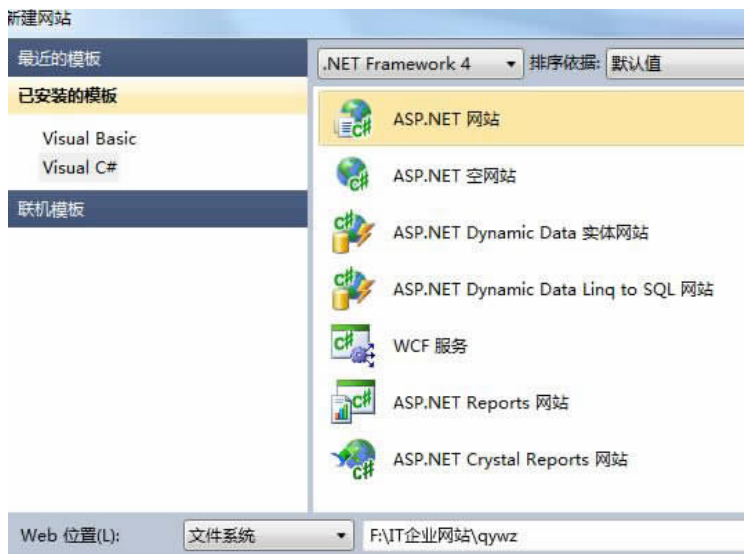 新建网站
最近的模板
已安装的模板
Visual Basic
Visual C#
联机模板
.NET Framework 4 排序依据: 默认值
ASP.NET 网站
ASP.NET 空网站
ASP.NET Dynamic Data 实体网站
ASP.NET Dynamic Data Linq to SQL 网站
WCF 服务
ASP.NET Reports 网站
ASP.NET Crystal Reports 网站
Web 位置(L): 文件系统 F:\IT企业网站\qywz